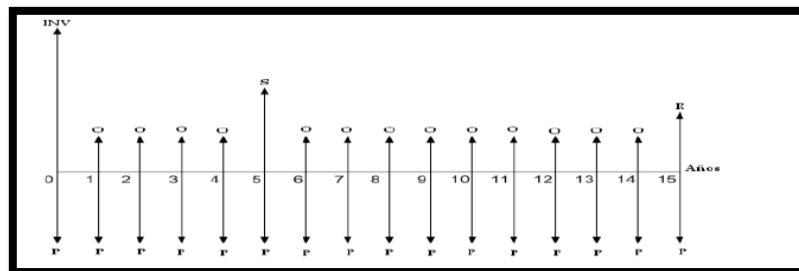 INV
S
R
O O O O O O O O O O O O O
Años
0 1 2 3 4 5 6 7 8 9 10 11 12 13 14 15
P P P P P P P P P P P P P P P P